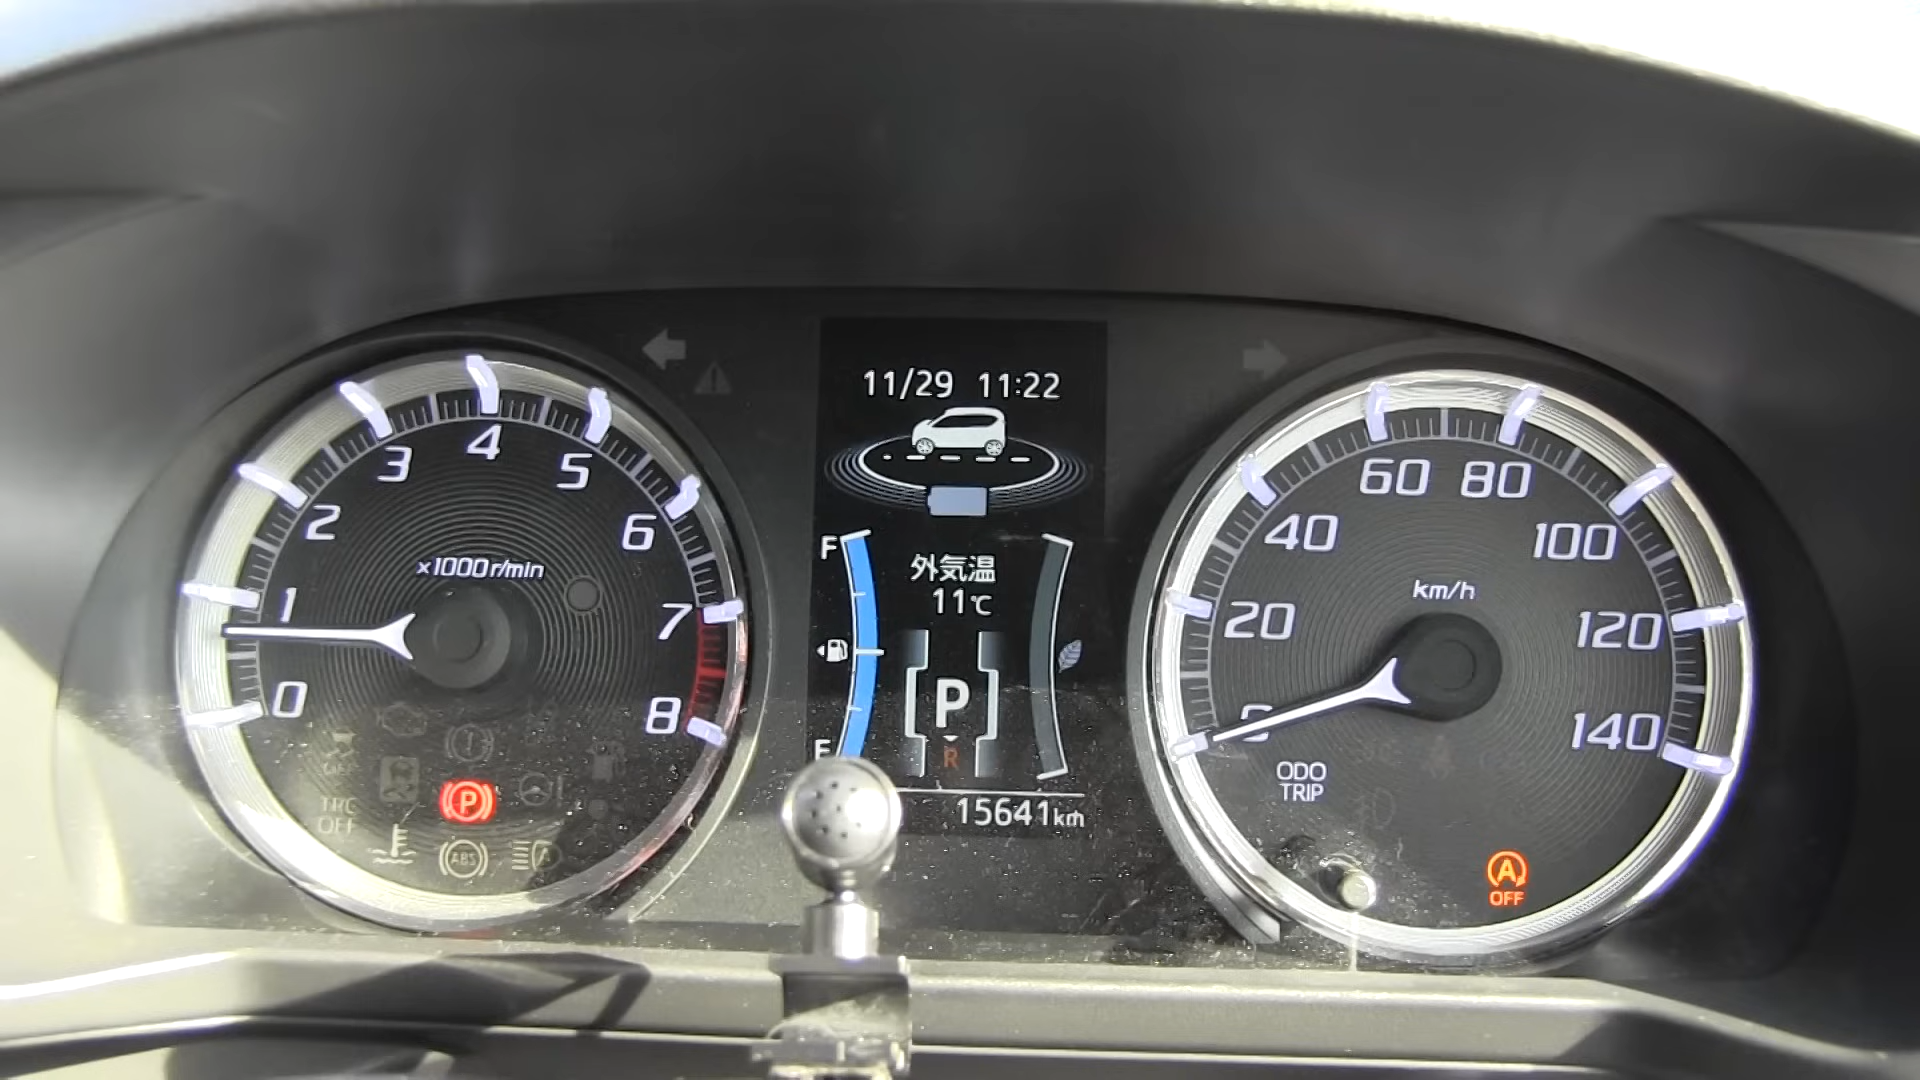 11/29 11:22
0
1
2
3
4
5
6
7
8
×1000r/min
TRC
OFF
P
ABS
A
F
E
外気温
11℃
P
R
15641km
0
20
40
60
80
100
120
140
km/h
ODO
TRIP
A
OFF